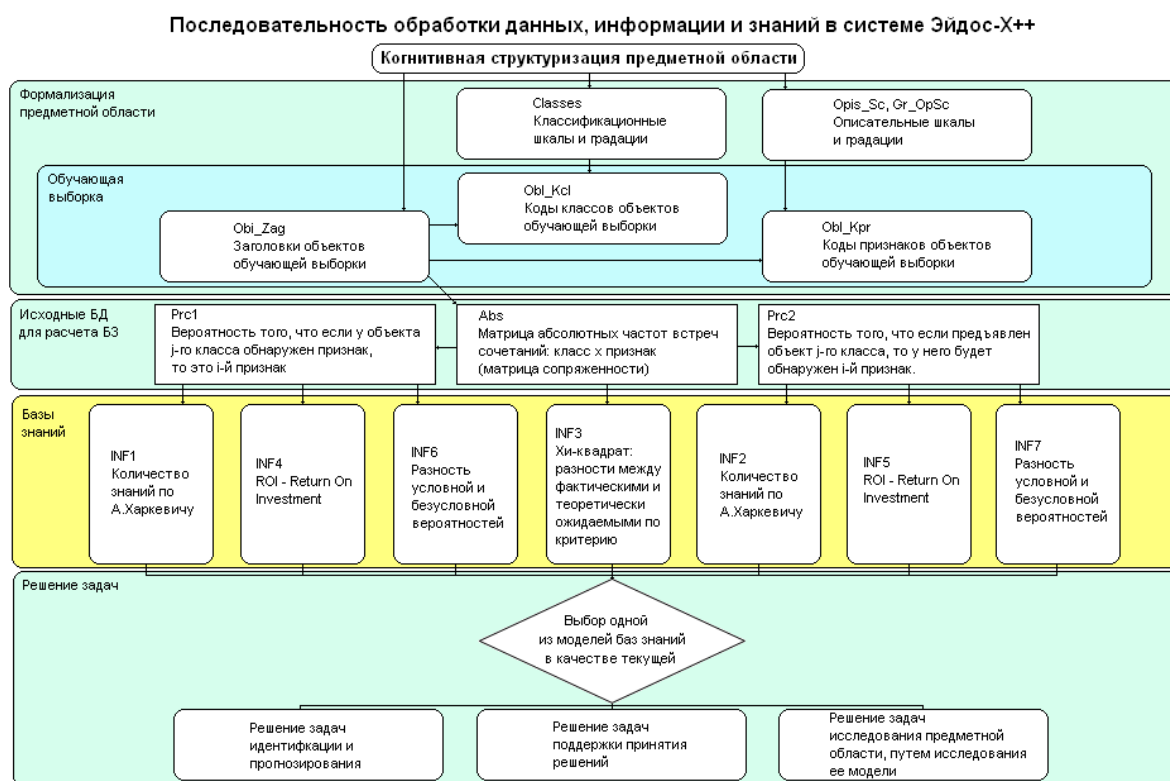 Последовательность обработки данных, информации и знаний в системе Эйдос-X++
Когнитивная структуризация предметной области
Формализация
предметной области
Classes
Классификационные
шкалы и градации
Opis_Sc, Gr_OpSc
Описательные шкалы
и градации
Обучающая
выборка
Obl_Kcl
Коды классов объектов
обучающей выборки
Obi_Zag
Заголовки объектов
обучающей выборки
Obl_Kpr
Коды признаков объектов
обучающей выборки
Исходные БД
для расчета БЗ
Prc1
Вероятность того, что если у объекта
j-го класса обнаружен признак,
то это i-й признак
Abs
Матрица абсолютных частот встреч
сочетаний: класс х признак
(матрица сопряженности)
Prc2
Вероятность того, что если предъявлен
объект j-го класса, то у него будет
обнаружен i-й признак.
Базы
знаний
INF1
Количество
знаний по
А.Харкевичу
INF4
ROI - Return On
Investment
INF6
Разность
условной и
безусловной
вероятностей
INF3
Хи-квадрат:
разности между
фактическими и
теоретически
ожидаемыми по
критерию
INF2
Количество
знаний по
А.Харкевичу
INF5
ROI - Return On
Investment
INF7
Разность
условной и
безусловной
вероятностей
Решение задач
Выбор одной
из моделей баз знаний
в качестве текущей
Решение задач
идентифкации и
прогнозирования
Решение задач
поддержки принятия
решений
Решение задач
исследования предметной
области, путем исследования
ее модели